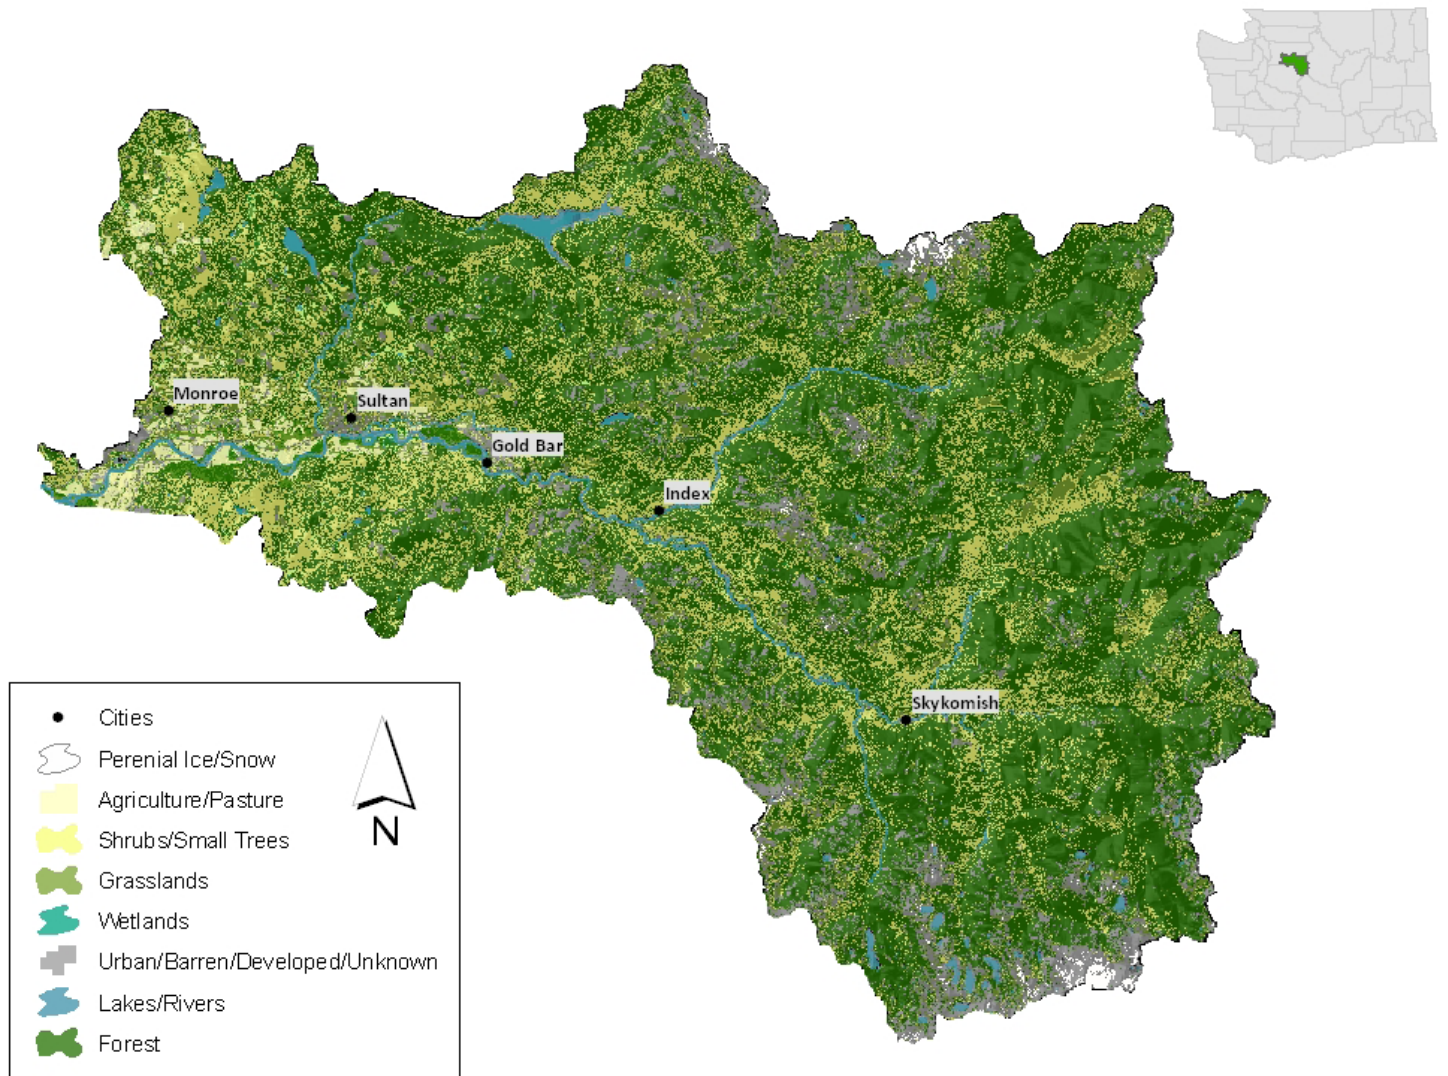 Monroe
Sultan
Gold Bar
Index
Skykomish
Cities
Perenial Ice/Snow
Agriculture/Pasture
Shrubs/Small Trees
Grasslands
Wetlands
Urban/Barren/Developed/Unknown
Lakes/Rivers
Forest
N